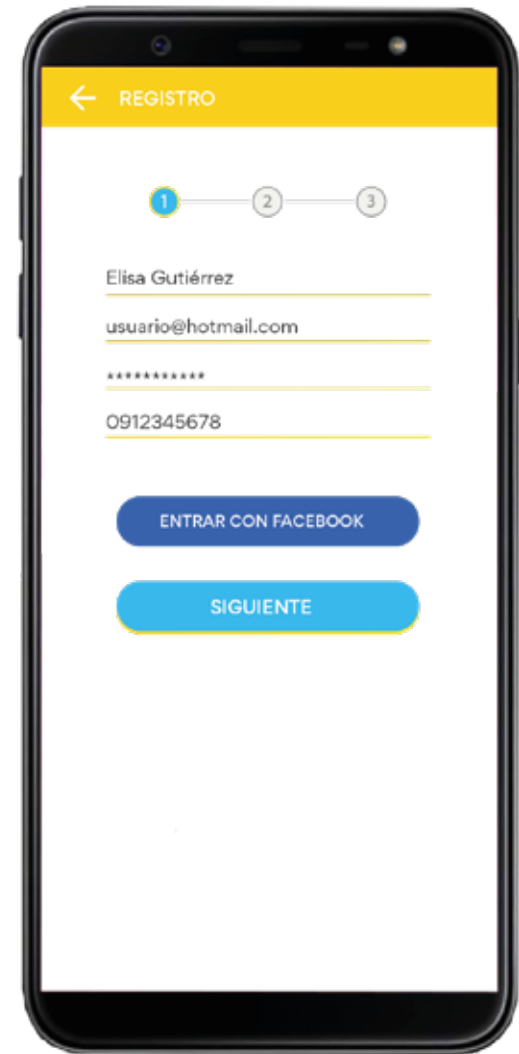 REGISTRO
1 2 3
Elisa Gutiérrez
usuario@hotmail.com
***********
0912345678
ENTRAR CON FACEBOOK
SIGUIENTE